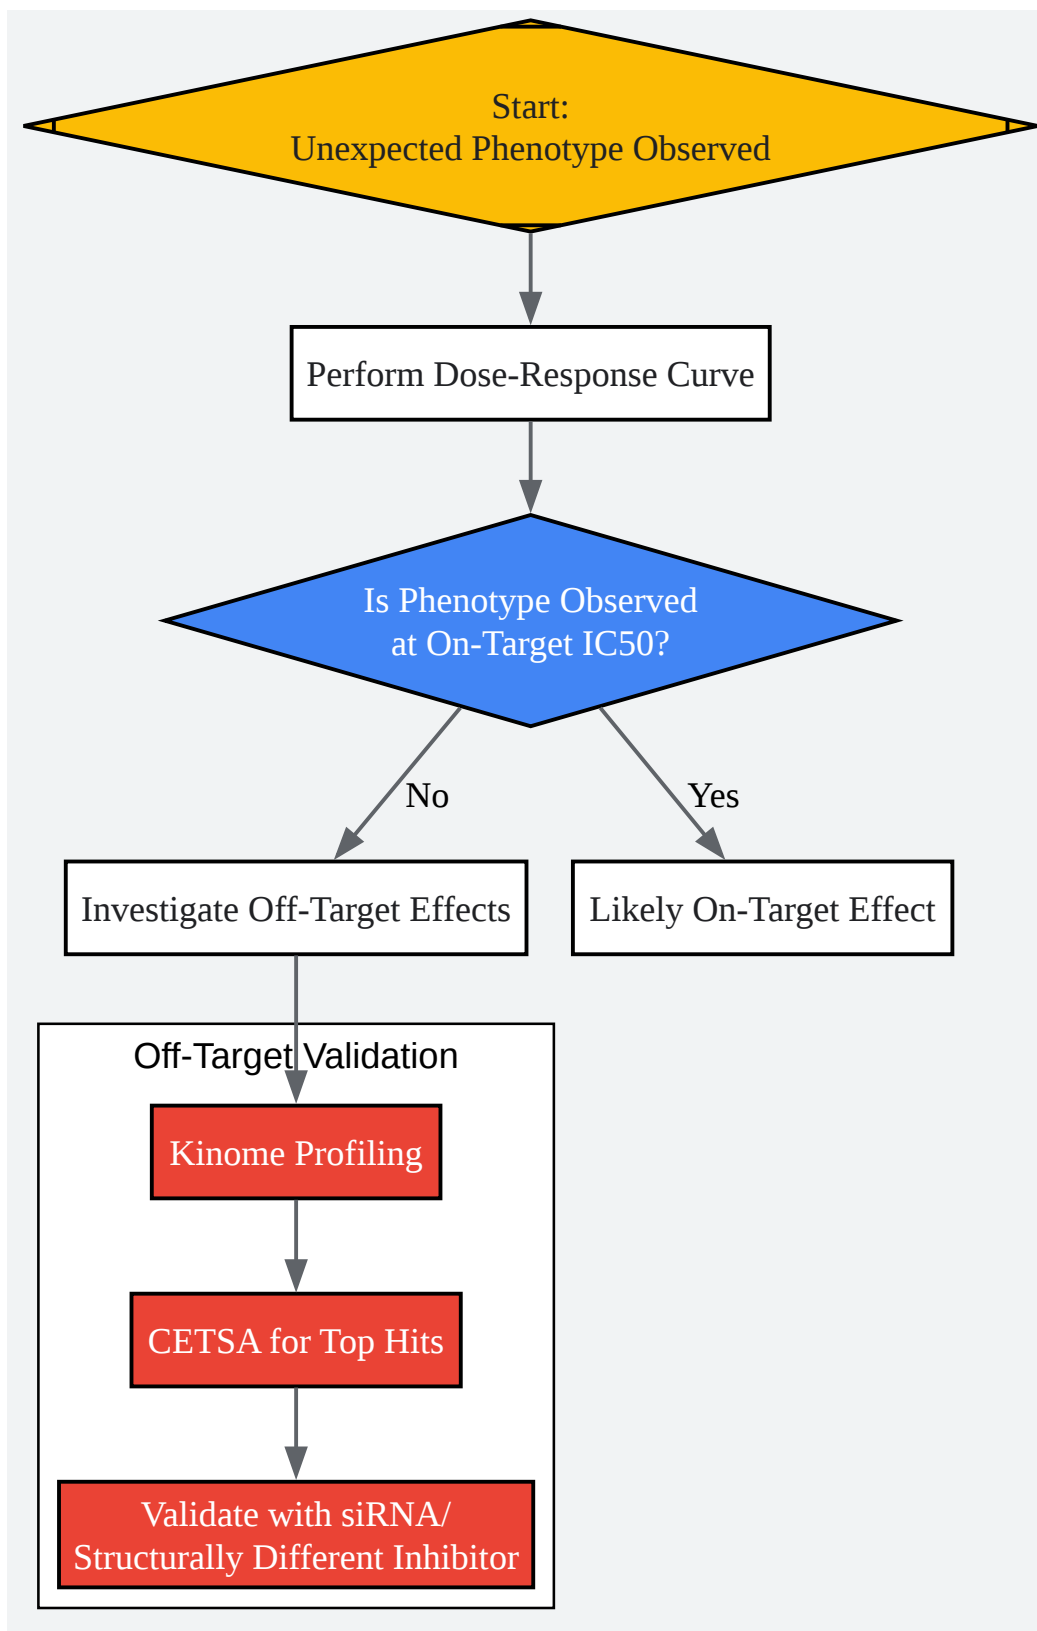 Start:
Unexpected Phenotype Observed
Perform Dose-Response Curve
Is Phenotype Observed
at On-Target IC50?
No
Yes
Investigate Off-Target Effects
Likely On-Target Effect
Off-Target Validation
Kinome Profiling
CETSA for Top Hits
Validate with siRNA/
Structurally Different Inhibitor